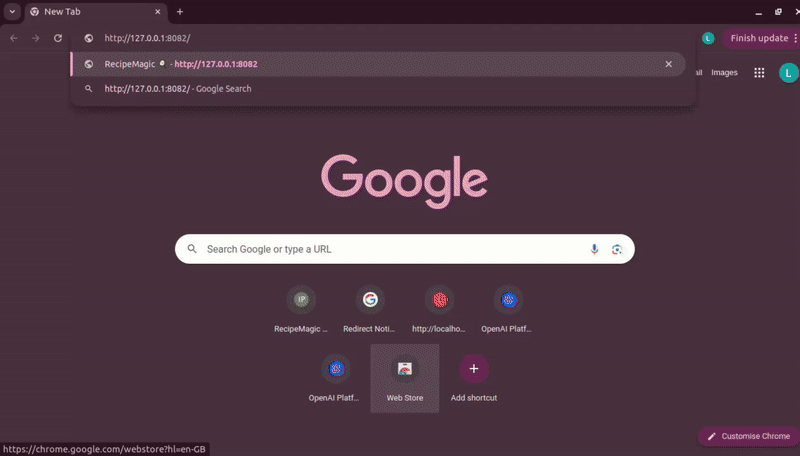 New Tab
http://127.0.0.1:8082/
L
Finish update
RecipeMagic - http://127.0.0.1:8082
http://127.0.0.1:8082/ - Google Search
ail
Images
L
Google
Search Google or type a URL
IP
G
RecipeMagic ...
Redirect Noti...
http://localho...
OpenAI Platf...
OpenAI Platf...
Web Store
Add shortcut
Customise Chrome
https://chrome.google.com/webstore?hl=en-GB